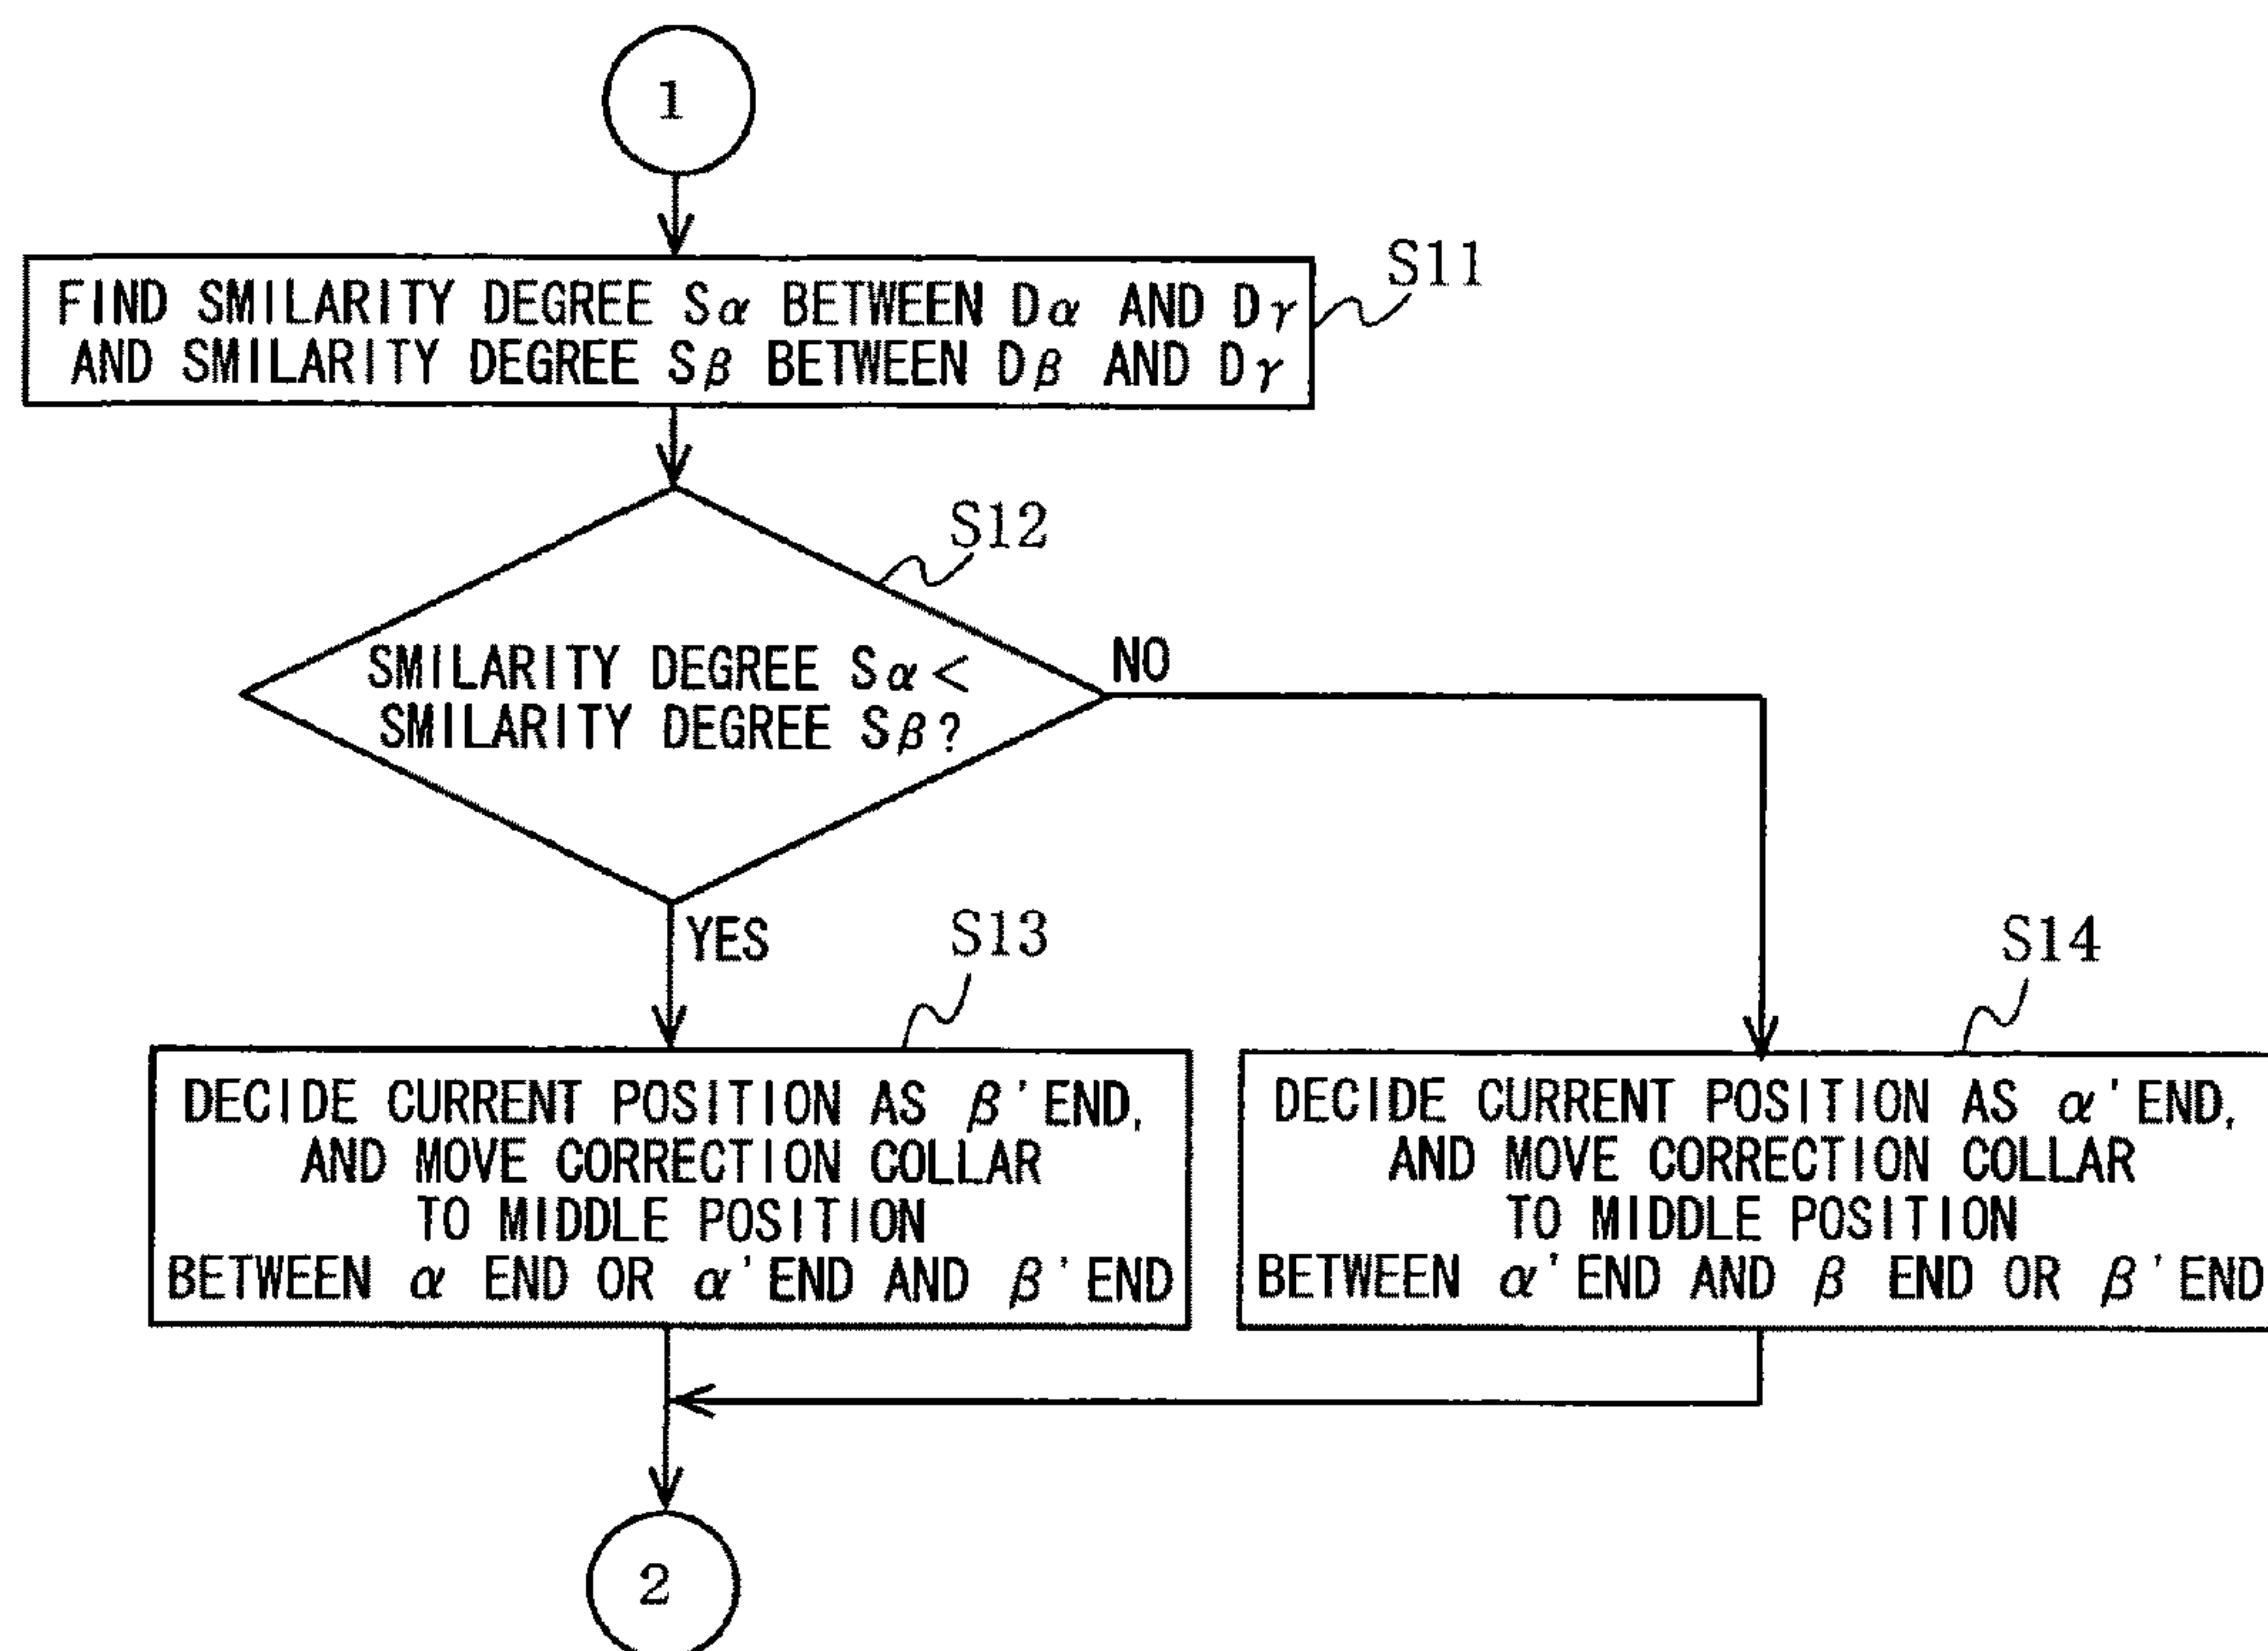 1
S11
FIND SMILARITY DEGREE Sα BETWEEN Dα AND Dγ
AND SMILARITY DEGREE Sβ BETWEEN Dβ AND Dγ
S12
SMILARITY DEGREE Sα <
SMILARITY DEGREE Sβ?
NO
YES
S13
DECIDE CURRENT POSITION AS β'END,
AND MOVE CORRECTION COLLAR
TO MIDDLE POSITION
BETWEEN α END OR α'END AND β'END
S14
DECIDE CURRENT POSITION AS α'END,
AND MOVE CORRECTION COLLAR
TO MIDDLE POSITION
BETWEEN α'END AND β END OR β'END
2